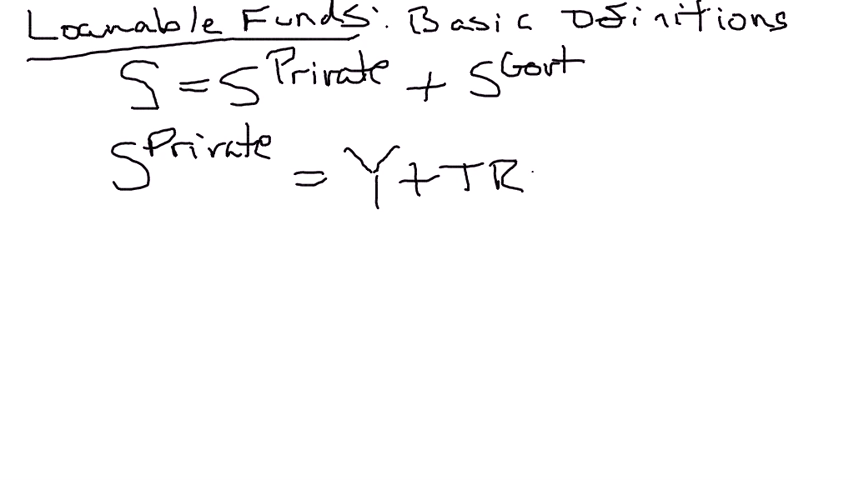 Loanable Funds: Basic Definitions
S = S^Private + S^Govt
S^Private = Y + TR